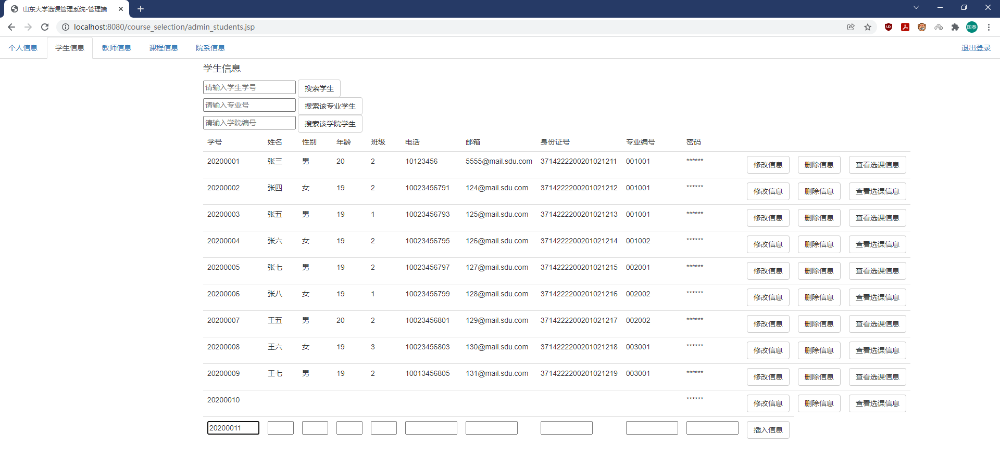 山东大学选课管理系统-管理端
localhost:8080/course_selection/admin_students.jsp
国泰
个人信息 学生信息 教师信息 课程信息 院系信息 退出登录
学生信息
请输入学生学号 搜索学生
请输入专业号 搜索该专业学生
请输入学院编号 搜索该学院学生
学号 姓名 性别 年龄 班级 电话 邮箱 身份证号 专业编号 密码
20200001 张三 男 20 2 10123456 5555@mail.sdu.com 3714222200201021211 001001 ****** 修改信息 删除信息 查看选课信息
20200002 张四 女 19 2 10023456791 124@mail.sdu.com 3714222200201021212 001001 ****** 修改信息 删除信息 查看选课信息
20200003 张五 男 19 1 10023456793 125@mail.sdu.com 3714222200201021213 001001 ****** 修改信息 删除信息 查看选课信息
20200004 张六 女 19 2 10023456795 126@mail.sdu.com 3714222200201021214 001002 ****** 修改信息 删除信息 查看选课信息
20200005 张七 男 19 2 10023456797 127@mail.sdu.com 3714222200201021215 002001 ****** 修改信息 删除信息 查看选课信息
20200006 张八 女 19 1 10023456799 128@mail.sdu.com 3714222200201021216 002002 ****** 修改信息 删除信息 查看选课信息
20200007 王五 男 20 2 10023456801 129@mail.sdu.com 3714222200201021217 002002 ****** 修改信息 删除信息 查看选课信息
20200008 王六 女 19 3 10023456803 130@mail.sdu.com 3714222200201021218 003001 ****** 修改信息 删除信息 查看选课信息
20200009 王七 男 19 2 10013456805 131@mail.sdu.com 3714222200201021219 003001 ****** 修改信息 删除信息 查看选课信息
20200010 ****** 修改信息 删除信息 查看选课信息
20200011 插入信息